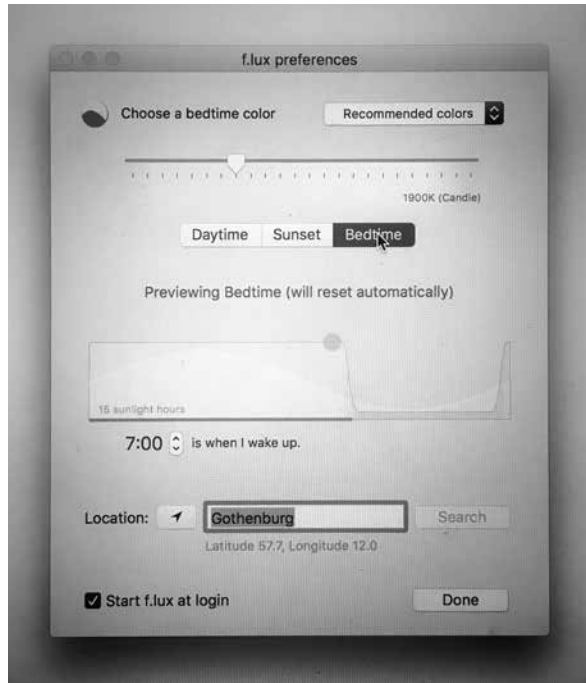 f.lux preferences
Choose a bedtime color
Recommended colors
1900K (Candle)
Daytime Sunset Bedtime
Previewing Bedtime (will reset automatically)
15 sunlight hours
7:00 is when I wake up.
Location: Gothenburg Search
Latitude 57.7, Longitude 12.0
Start f.lux at login Done